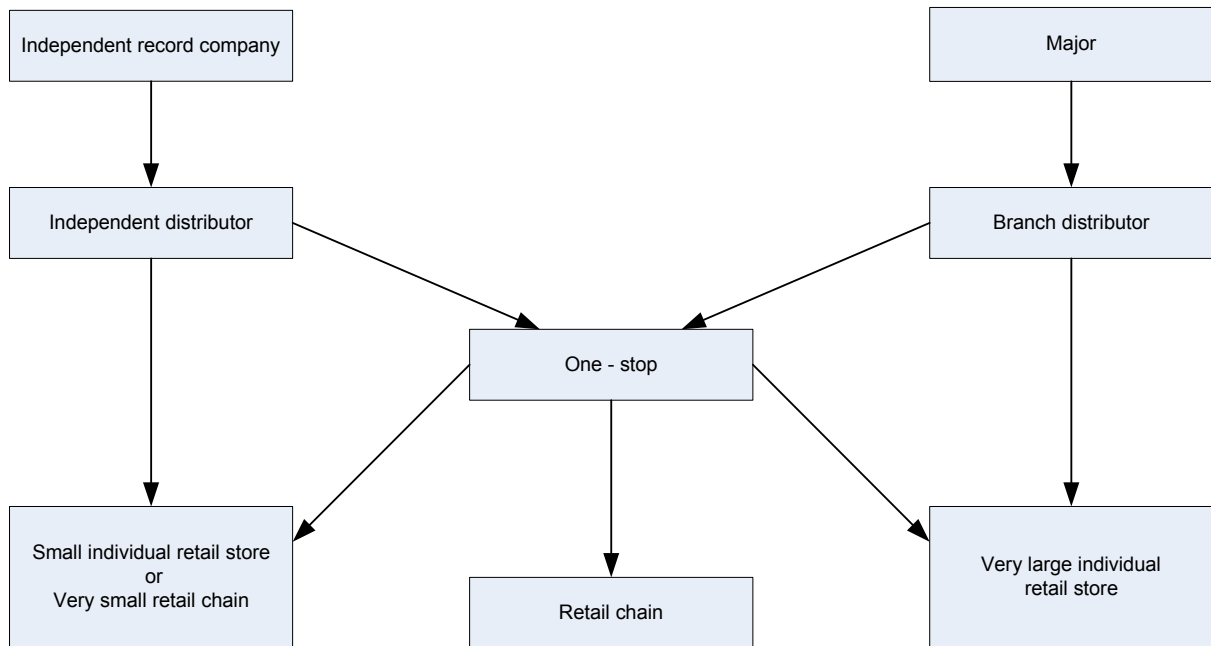 Independent record company
Major
Independent distributor
Branch distributor
One - stop
Small individual retail store
or
Very small retail chain
Retail chain
Very large individual
retail store